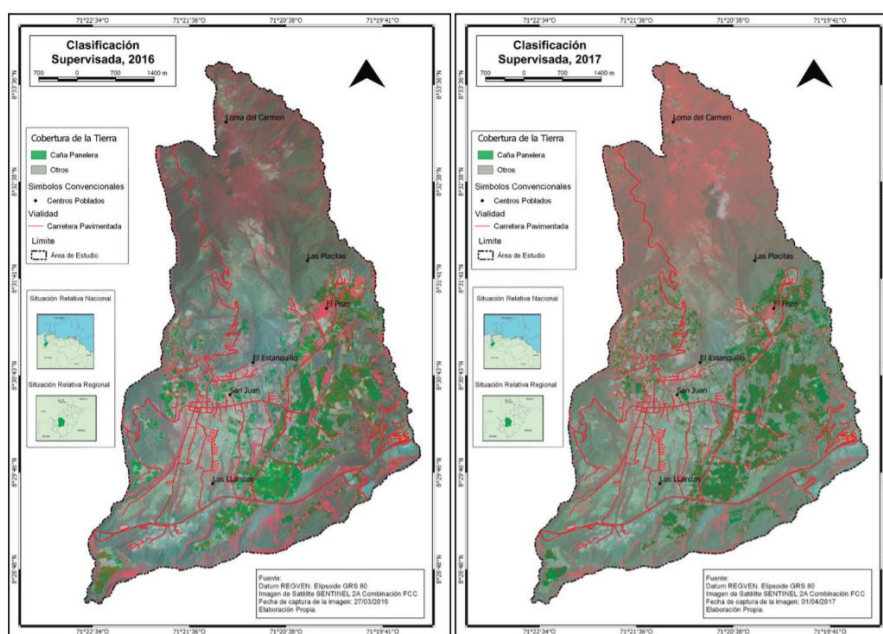 71°22'34"O
71°21'36"O
71°20'38"O
71°19'41"O
Clasificación
Supervisada, 2016
700 0 700 1400 m
Cobertura de la Tierra
Caña Panelera
Otros
Simbolos Convencionales
Centros Poblados
Vialidad
Carretera Pavimentada
Limite
Área de Estudio
Situación Relativa Nacional
Situación Relativa Regional
Loma del Carmen
Las Placitas
El Pozo
El Estanquillo
San Juan
Los LLanitos
Fuente:
Datum REGVEN. Elipsoide GRS 80
Imagen de Satélite SENTINEL 2A Combinación FCC
Fecha de captura de la imagen: 27/03/2016
Elaboración Propia.
71°22'34"O
71°21'36"O
71°20'38"O
71°19'41"O
71°22'34"O
71°21'36"O
71°20'38"O
71°19'41"O
Clasificación
Supervisada, 2017
700 0 700 1400 m
Cobertura de la Tierra
Caña Panelera
Otros
Simbolos Convencionales
Centros Poblados
Vialidad
Carretera Pavimentada
Limite
Área de Estudio
Situación Relativa Nacional
Situación Relativa Regional
Loma del Carmen
Las Placitas
El Pozo
El Estanquillo
San Juan
Los LLanitos
Fuente:
Datum REGVEN. Elipsoide GRS 80
Imagen de Satélite SENTINEL 2A Combinación FCC
Fecha de captura de la imagen: 01/04/2017
Elaboración Propia.
71°22'34"O
71°21'36"O
71°20'38"O
71°19'41"O